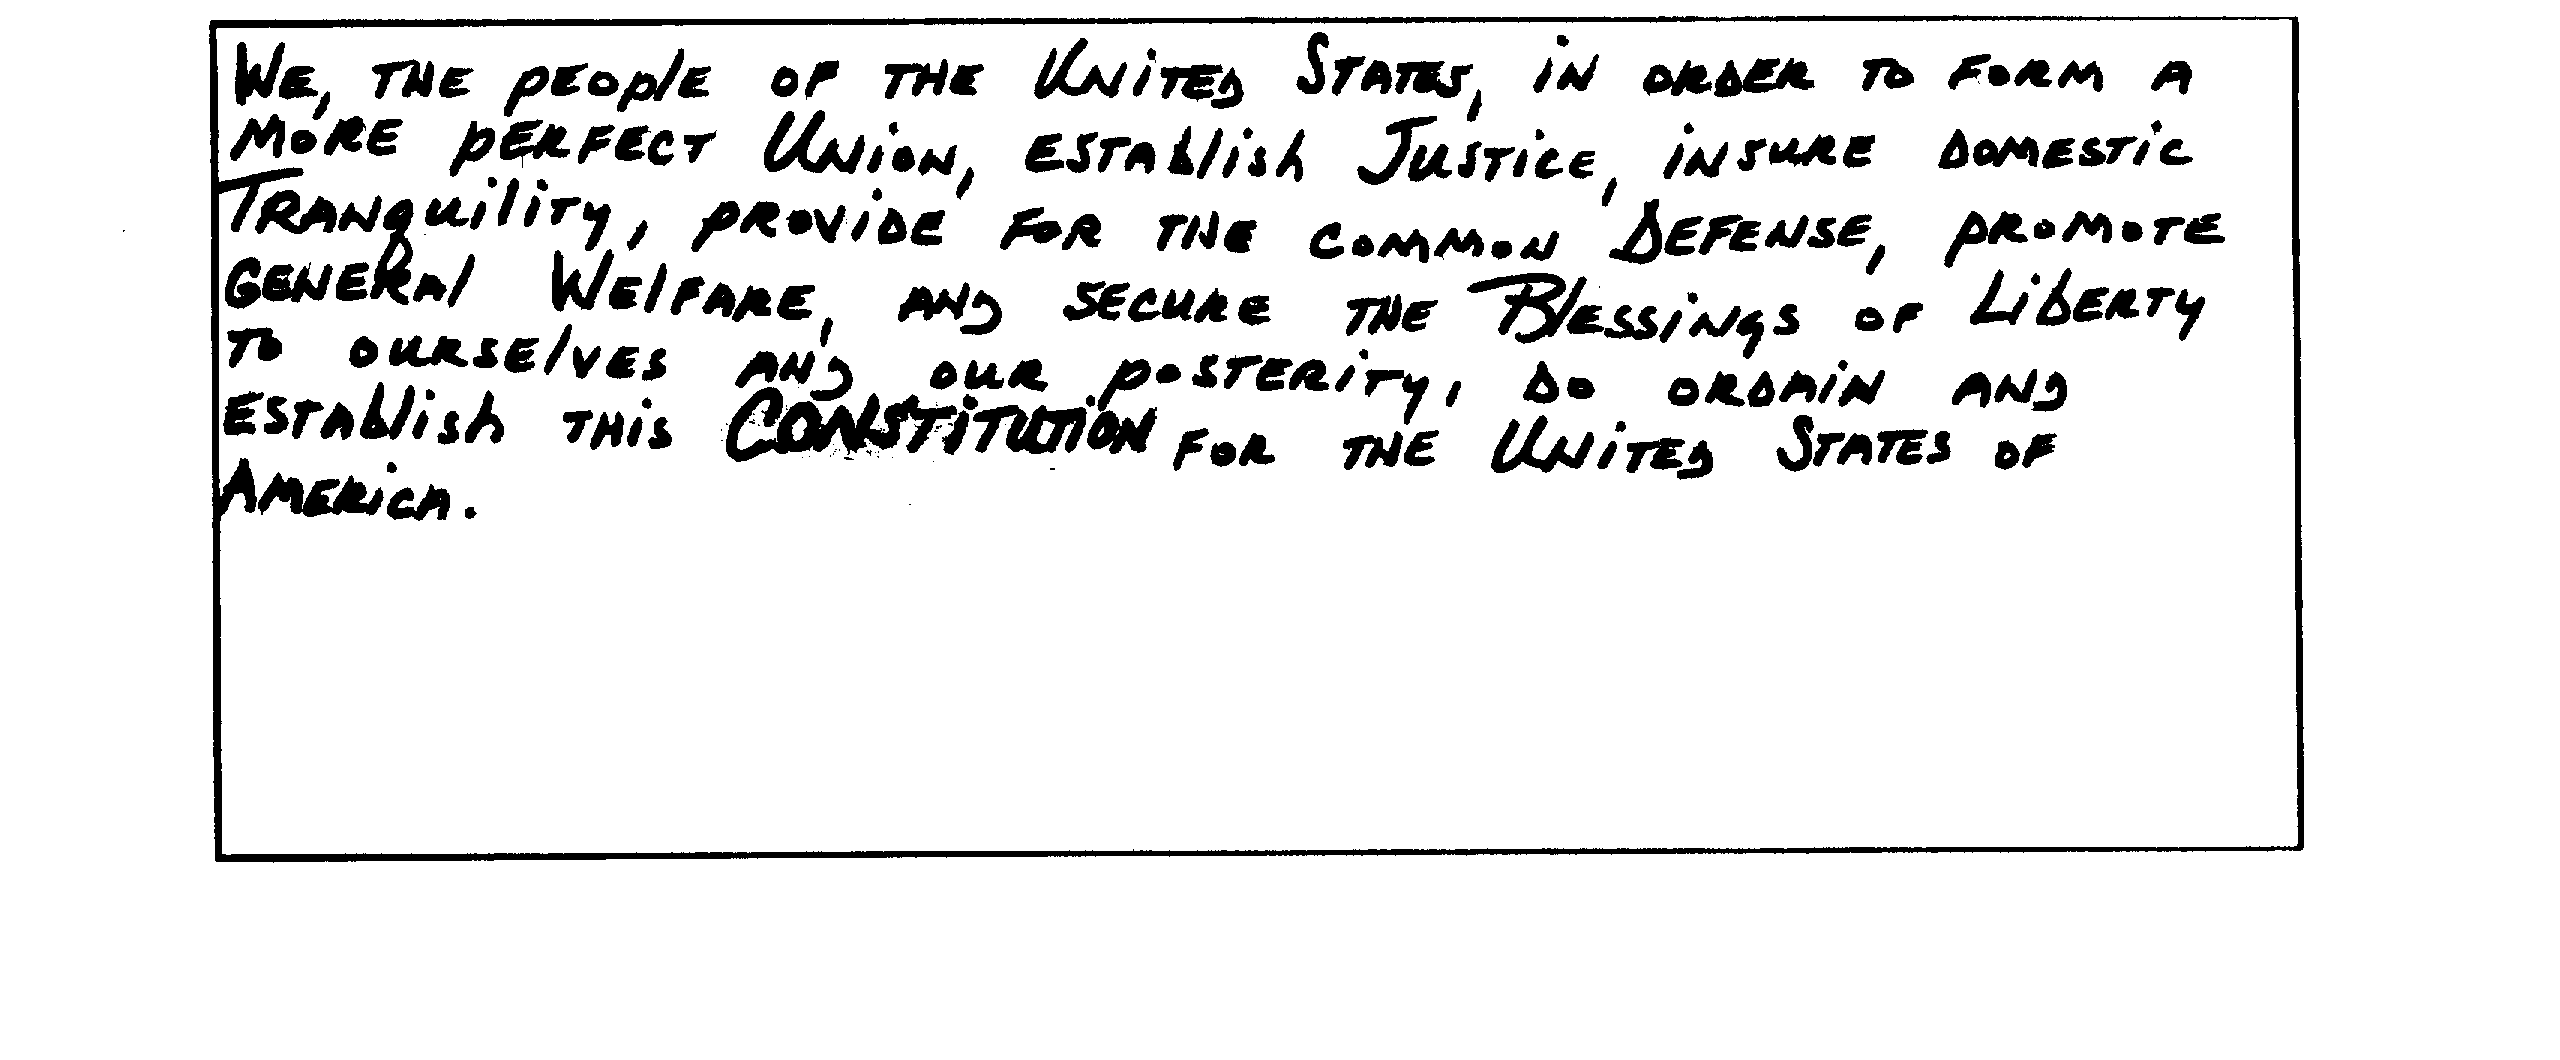 We, the people of the United States, in order to form a
more perfect Union, establish Justice, insure domestic
Tranquility, provide for the common Defense, promote
general Welfare, and secure the Blessings of Liberty
to ourselves and our posterity, do ordain and
establish this CONSTITUTION for the United States of
America.